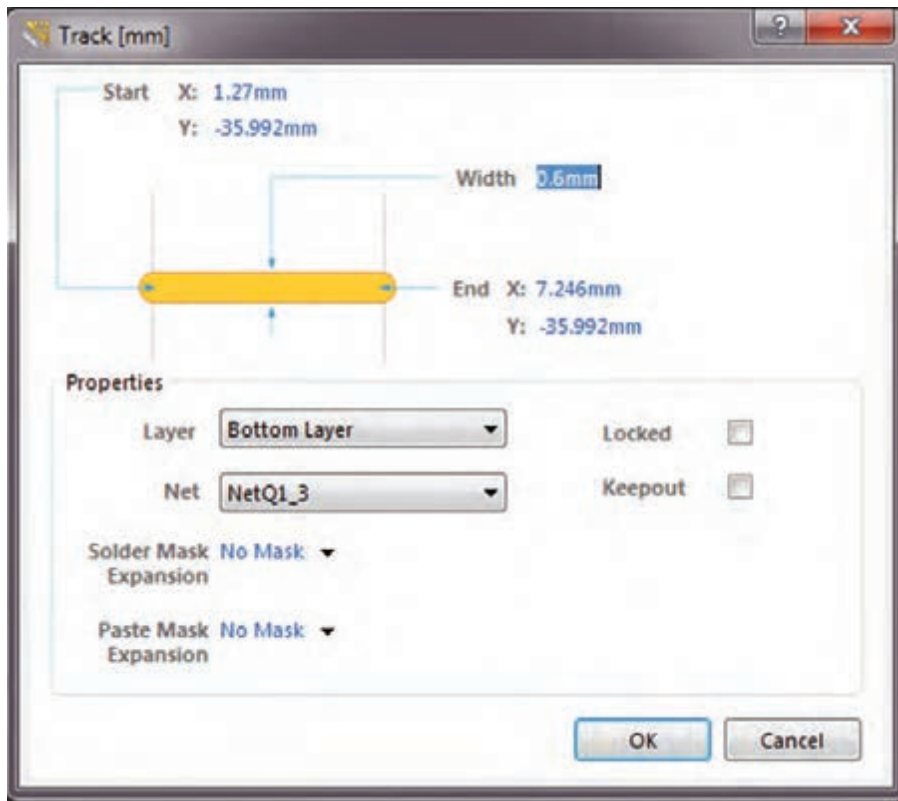 Track [mm]
Start X: 1.27mm
Y: -35.992mm
Width 0.6mm
End X: 7.246mm
Y: -35.992mm
Properties
Layer Bottom Layer Locked
Net NetQ1_3 Keepout
Solder Mask No Mask
Expansion
Paste Mask No Mask
Expansion
OK Cancel